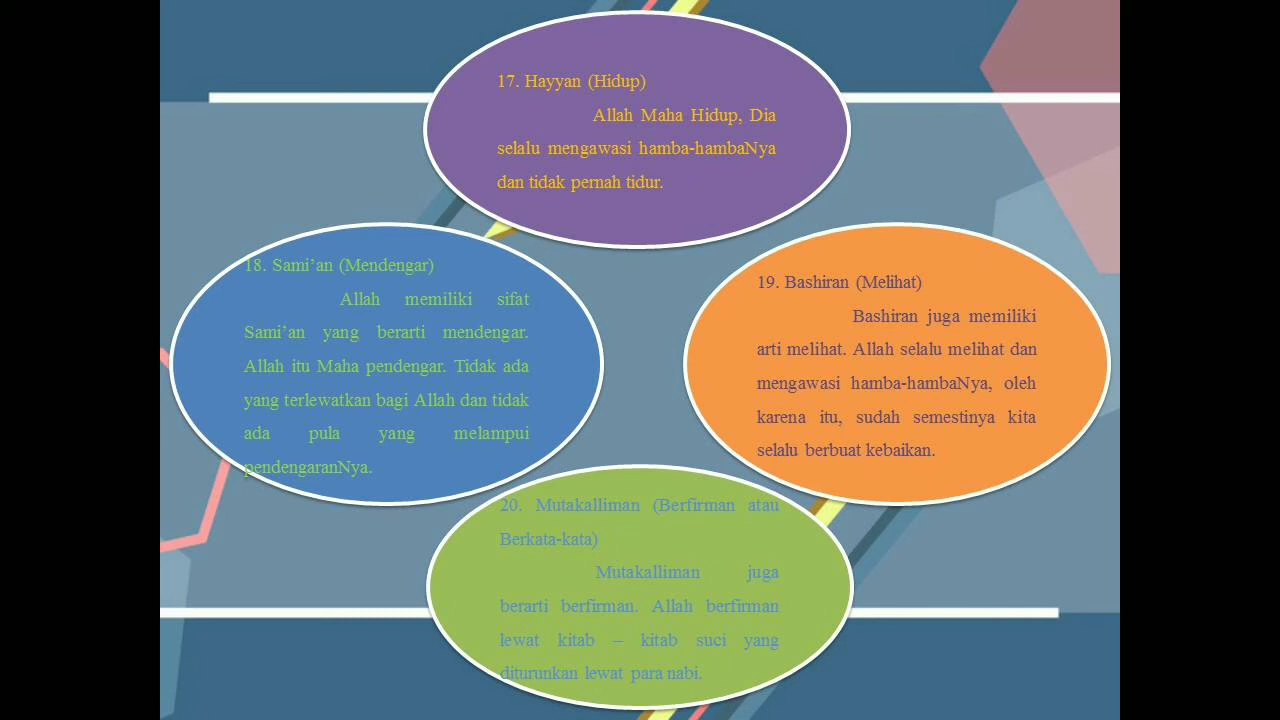 17. Hayyan (Hidup)
Allah Maha Hidup, Dia
selalu mengawasi hamba-hambaNya
dan tidak pernah tidur.
18. Sami’an (Mendengar)
Allah memiliki sifat
Sami’an yang berarti mendengar.
Allah itu Maha pendengar. Tidak ada
yang terlewatkan bagi Allah dan tidak
ada pula yang melampui
pendengaranNya.
19. Bashiran (Melihat)
Bashiran juga memiliki
arti melihat. Allah selalu melihat dan
mengawasi hamba-hambaNya, oleh
karena itu, sudah semestinya kita
selalu berbuat kebaikan.
20. Mutakalliman (Berfirman atau
Berkata-kata)
Mutakalliman juga
berarti berfirman. Allah berfirman
lewat kitab – kitab suci yang
diturunkan lewat para nabi.